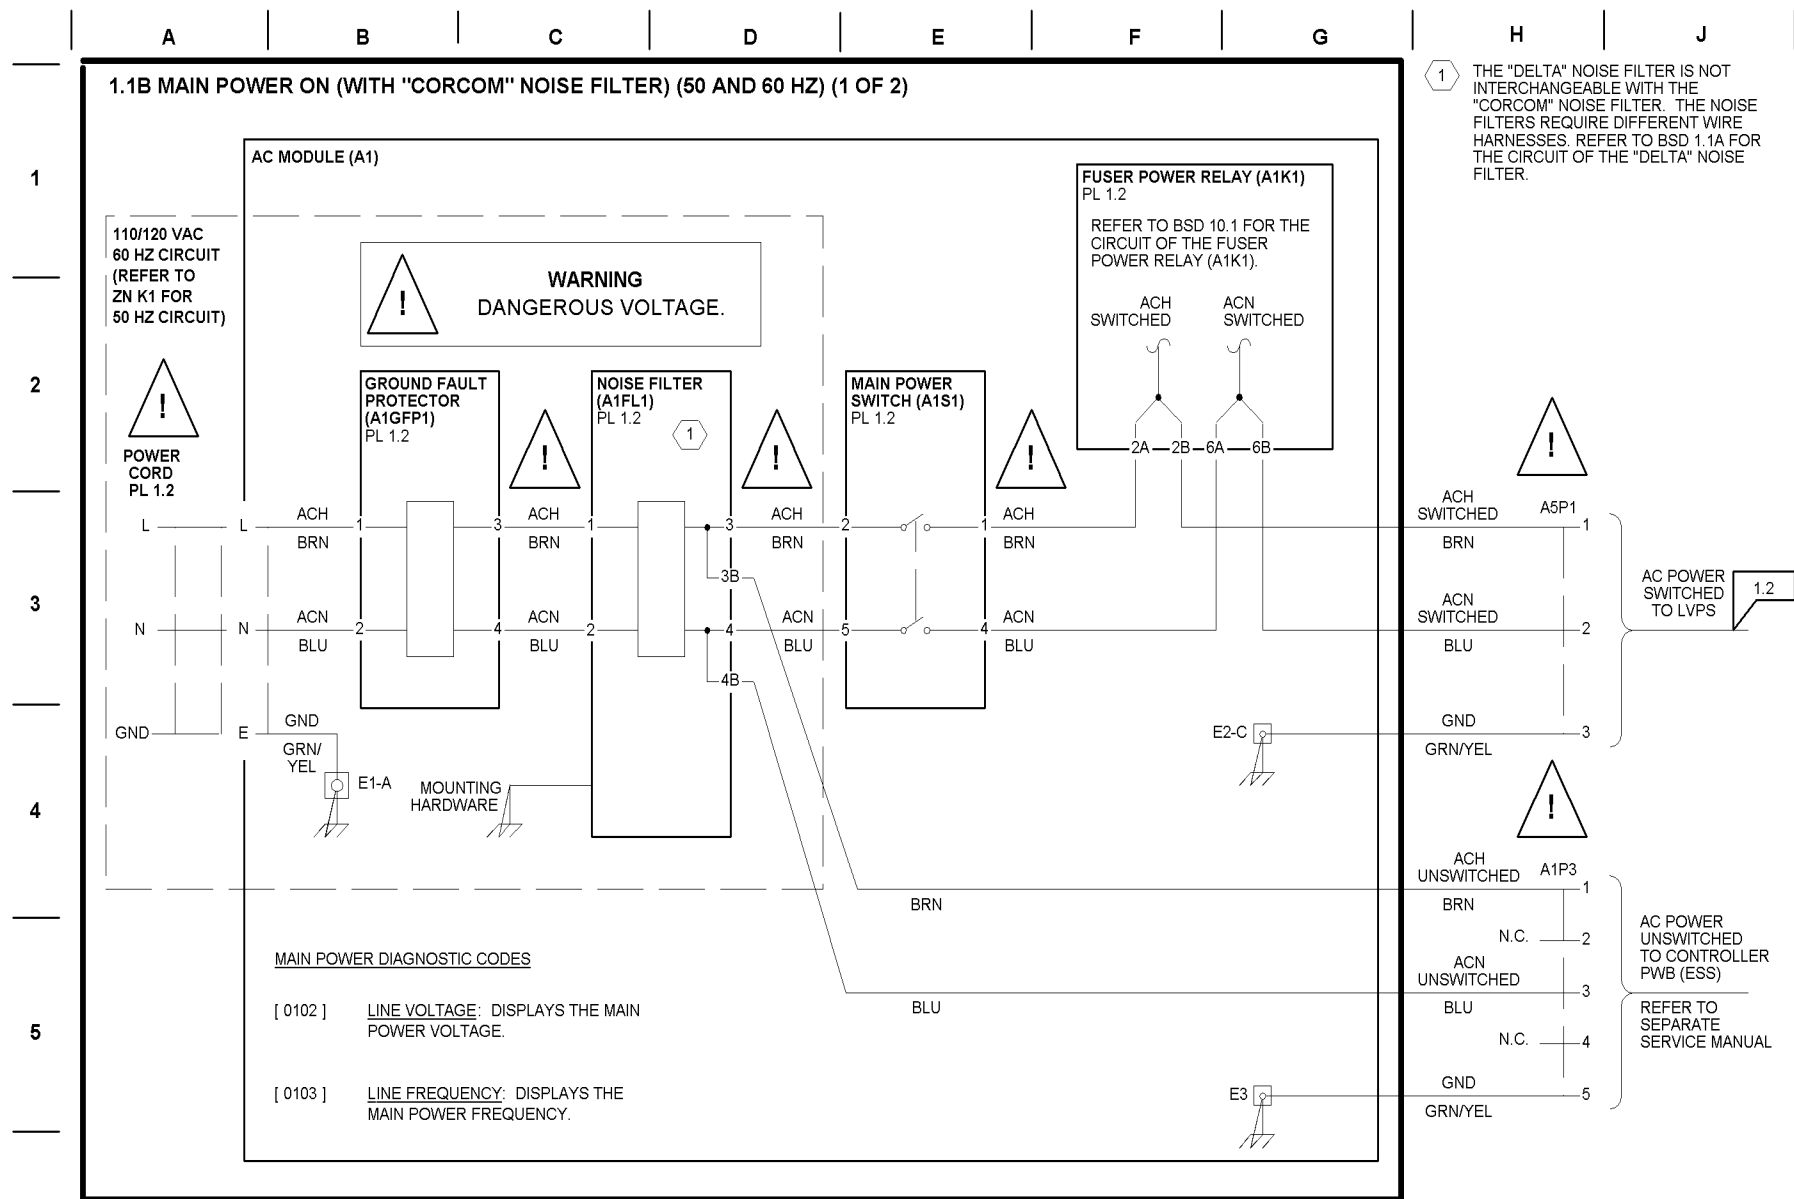 A B C D E F G H J
1.1B MAIN POWER ON (WITH "CORCOM" NOISE FILTER) (50 AND 60 HZ) (1 OF 2)
1
THE "DELTA" NOISE FILTER IS NOT
INTERCHANGEABLE WITH THE
"CORCOM" NOISE FILTER. THE NOISE
FILTERS REQUIRE DIFFERENT WIRE
HARNESSES. REFER TO BSD 1.1A FOR
THE CIRCUIT OF THE "DELTA" NOISE
FILTER.
1
2
3
4
5
AC MODULE (A1)
110/120 VAC
60 HZ CIRCUIT
(REFER TO
ZN K1 FOR
50 HZ CIRCUIT)
!
WARNING
DANGEROUS VOLTAGE.
FUSER POWER RELAY (A1K1)
PL 1.2
REFER TO BSD 10.1 FOR THE
CIRCUIT OF THE FUSER
POWER RELAY (A1K1).
ACH
SWITCHED
ACN
SWITCHED
2A 2B 6A 6B
!
POWER
CORD
PL 1.2
GROUND FAULT
PROTECTOR
(A1GFP1)
PL 1.2
!
NOISE FILTER
(A1FL1)
PL 1.2
1
!
MAIN POWER
SWITCH (A1S1)
PL 1.2
!
!
L L
ACH
BRN
1 3
ACH
BRN
1 3
ACH
BRN
2 1
ACH
BRN
3B
N N
ACN
BLU
2 4
ACN
BLU
2 4
ACN
BLU
5 4
ACN
BLU
4B
GND E
GND
GRN/
YEL
E1-A
MOUNTING
HARDWARE
ACH
SWITCHED
BRN
A5P1
1
ACN
SWITCHED
BLU
2
E2-C
GND
GRN/YEL
3
AC POWER
SWITCHED
TO LVPS
1.2
!
BRN
ACH
UNSWITCHED
BRN
A1P3
1
N.C. 2
BLU
ACN
UNSWITCHED
BLU
3
N.C. 4
E3
GND
GRN/YEL
5
AC POWER
UNSWITCHED
TO CONTROLLER
PWB (ESS)
REFER TO
SEPARATE
SERVICE MANUAL
MAIN POWER DIAGNOSTIC CODES
[ 0102 ] LINE VOLTAGE: DISPLAYS THE MAIN
POWER VOLTAGE.
[ 0103 ] LINE FREQUENCY: DISPLAYS THE
MAIN POWER FREQUENCY.